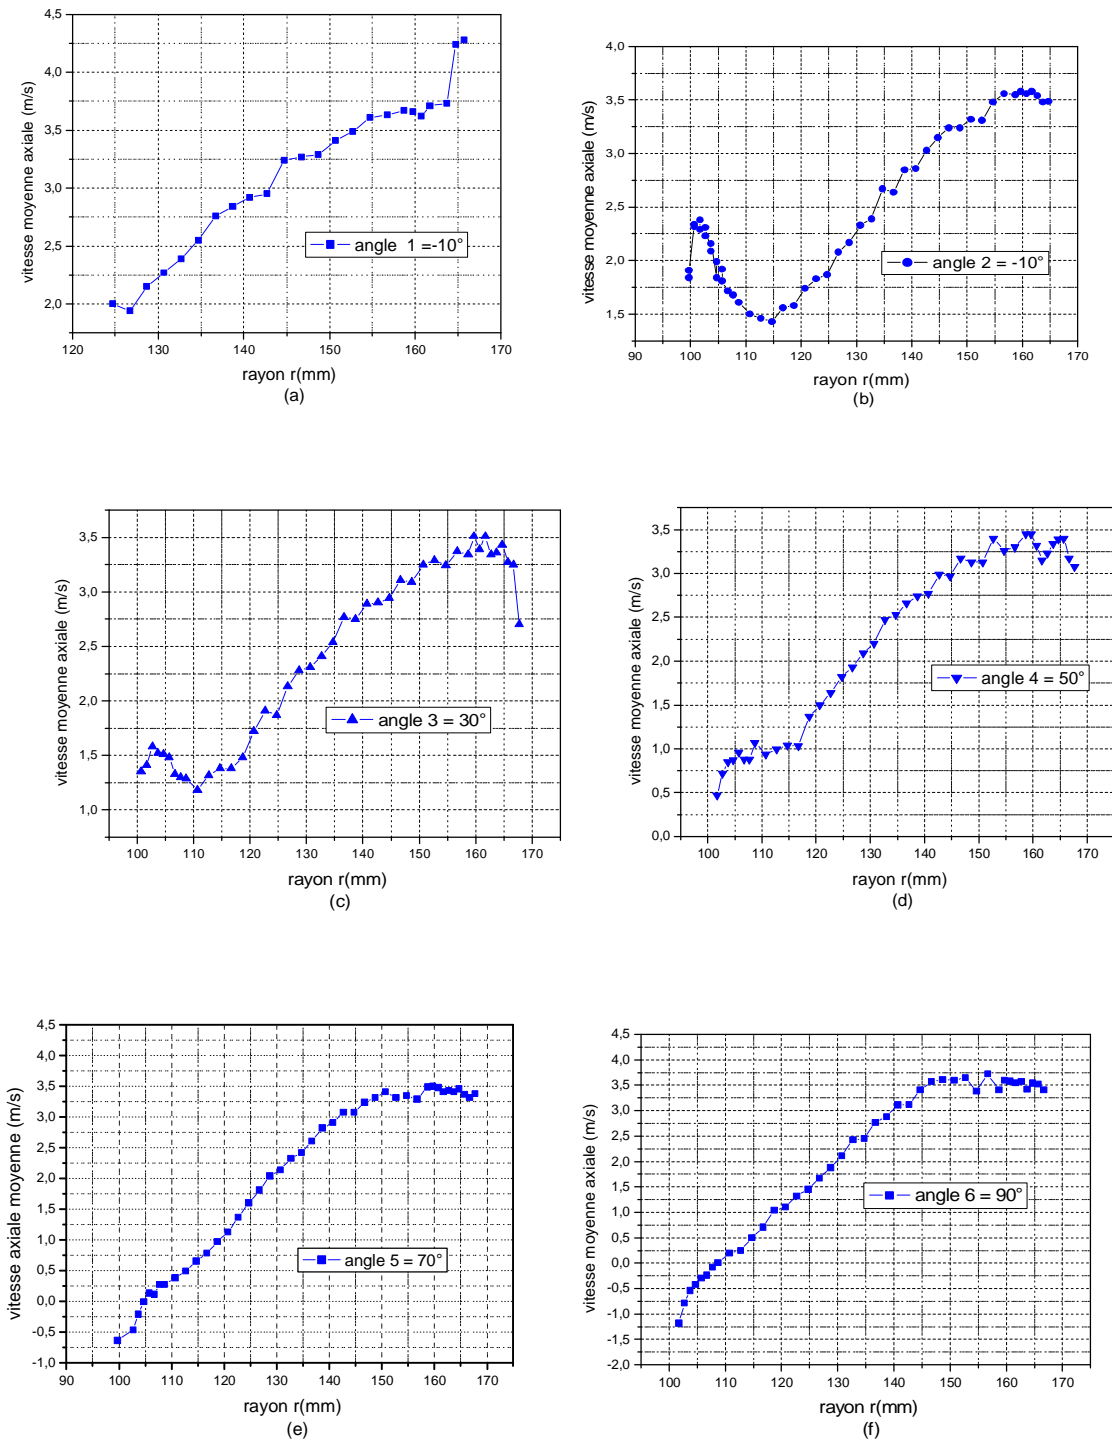 4,5
4,0
3,5
3,0
2,5
2,0
vitesse moyenne axiale (m/s)
angle 1 =-10°
120 130 140 150 160 170
rayon r(mm)
(a)
4,0
3,5
3,0
2,5
2,0
1,5
vitesse moyenne axiale (m/s)
angle 2 = -10°
90 100 110 120 130 140 150 160 170
rayon r(mm)
(b)
3,5
3,0
2,5
2,0
1,5
1,0
vitesse moyenne axiale (m/s)
angle 3 = 30°
100 110 120 130 140 150 160 170
rayon r(mm)
(c)
3,5
3,0
2,5
2,0
1,5
1,0
0,5
0,0
vitesse moyenne axiale (m/s)
angle 4 = 50°
100 110 120 130 140 150 160 170
rayon r(mm)
(d)
4,5
4,0
3,5
3,0
2,5
2,0
1,5
1,0
0,5
0,0
-0,5
-1,0
vitesse axiale moyenne (m/s)
angle 5 = 70°
90 100 110 120 130 140 150 160 170
rayon r(mm)
(e)
4,5
4,0
3,5
3,0
2,5
2,0
1,5
1,0
0,5
0,0
-0,5
-1,0
-1,5
-2,0
vitesse moyenne axiale (m/s)
angle 6 = 90°
100 110 120 130 140 150 160 170
rayon r(mm)
(f)